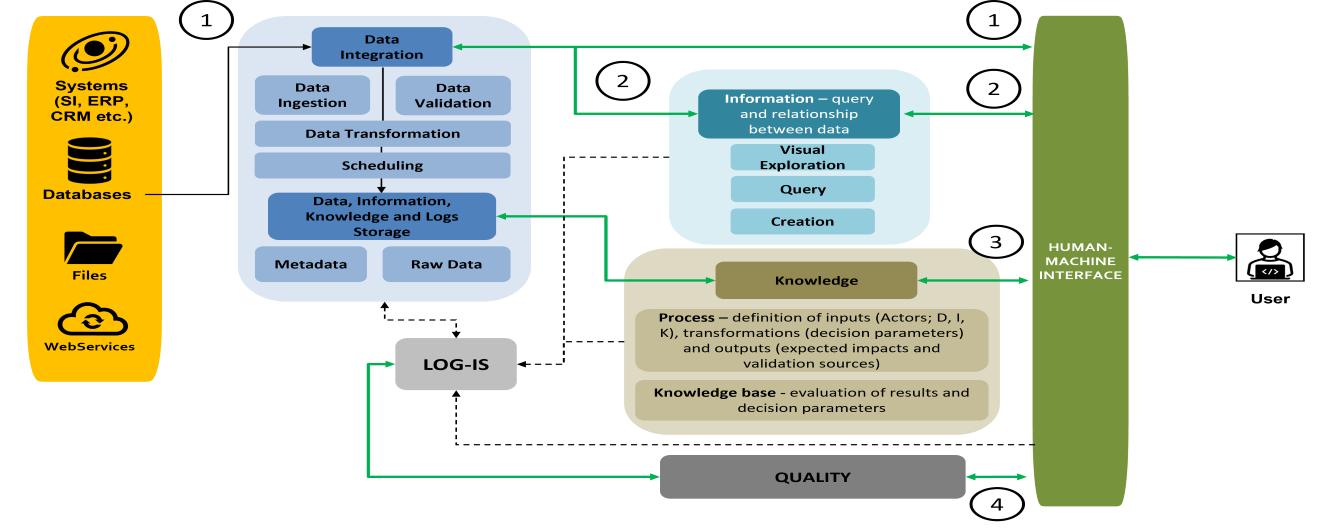 1
Systems
(SI, ERP,
CRM etc.)
Databases
Files
WebServices
Data
Integration
Data
Ingestion
Data
Validation
Data Transformation
Scheduling
Data, Information,
Knowledge and Logs
Storage
Metadata
Raw Data
LOG-IS
1
2
2
Information – query
and relationship
between data
Visual
Exploration
Query
Creation
3
Knowledge
Process – definition of inputs (Actors; D, I,
K), transformations (decision parameters)
and outputs (expected impacts and
validation sources)
Knowledge base - evaluation of results and
decision parameters
QUALITY
4
HUMAN-
MACHINE
INTERFACE
</>
User